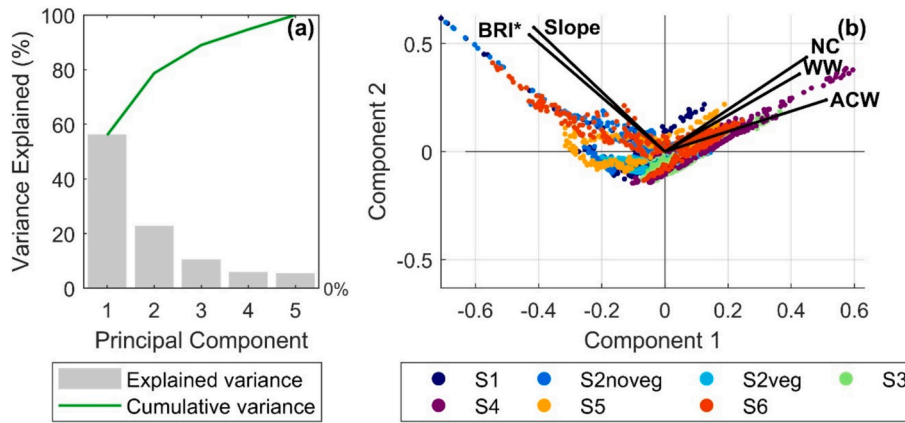 (a)
Variance Explained (%)
100
80
60
40
20
0
0%
1 2 3 4 5
Principal Component
Explained variance
Cumulative variance
(b)
BRI*
Slope
NC
WW
ACW
Component 2
0.5
0
-0.5
-0.6 -0.4 -0.2 0 0.2 0.4 0.6
Component 1
S1 S2noveg S2veg S3
S4 S5 S6